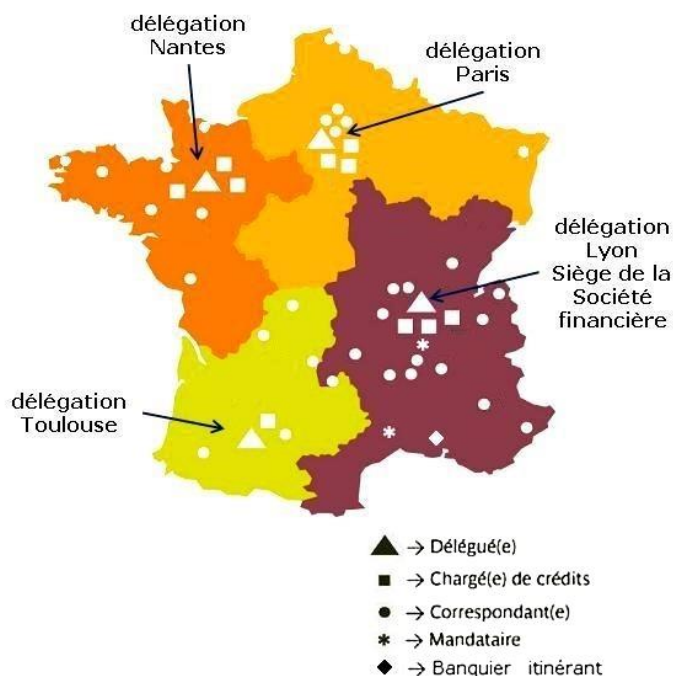 délégation
Nantes
délégation
Paris
délégation
Lyon
Siège de la
Société
financière
délégation
Toulouse
→ Délégué(e)
→ Chargé(e) de crédits
→ Correspondant(e)
→ Mandataire
→ Banquier itinérant